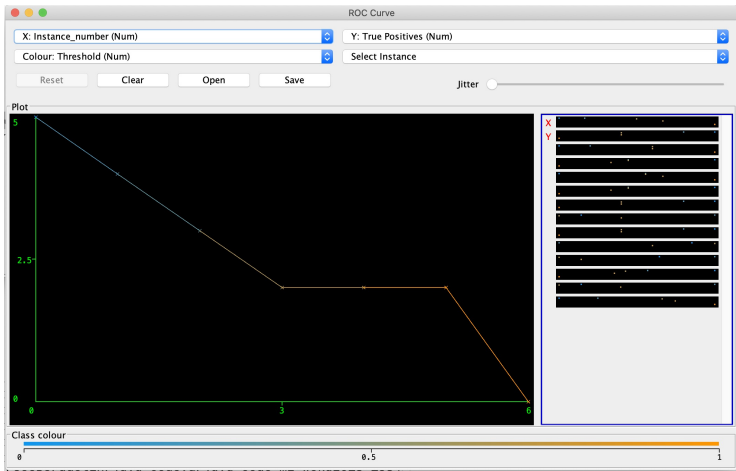 ROC Curve
X: Instance_number (Num)
Y: True Positives (Num)
Colour: Threshold (Num)
Select Instance
Reset
Clear
Open
Save
Jitter
Plot
5
X
Y
2.5
0
0
3
6
Class colour
0
0.5
1